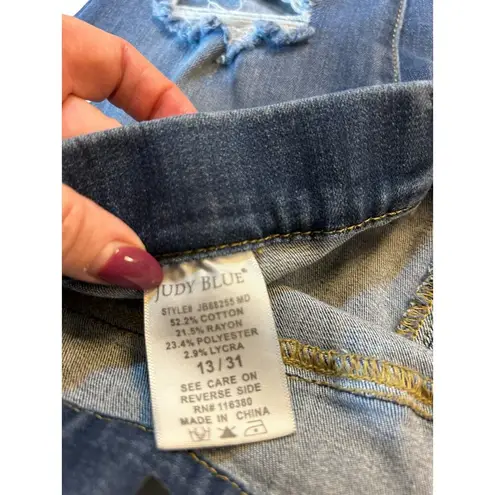 JUDY BLUE®
STYLE# JB88255 MD
52.2% COTTON
21.5% RAYON
23.4% POLYESTER
2.9% LYCRA
13 / 31
SEE CARE ON
REVERSE SIDE
RN# 116380
MADE IN CHINA